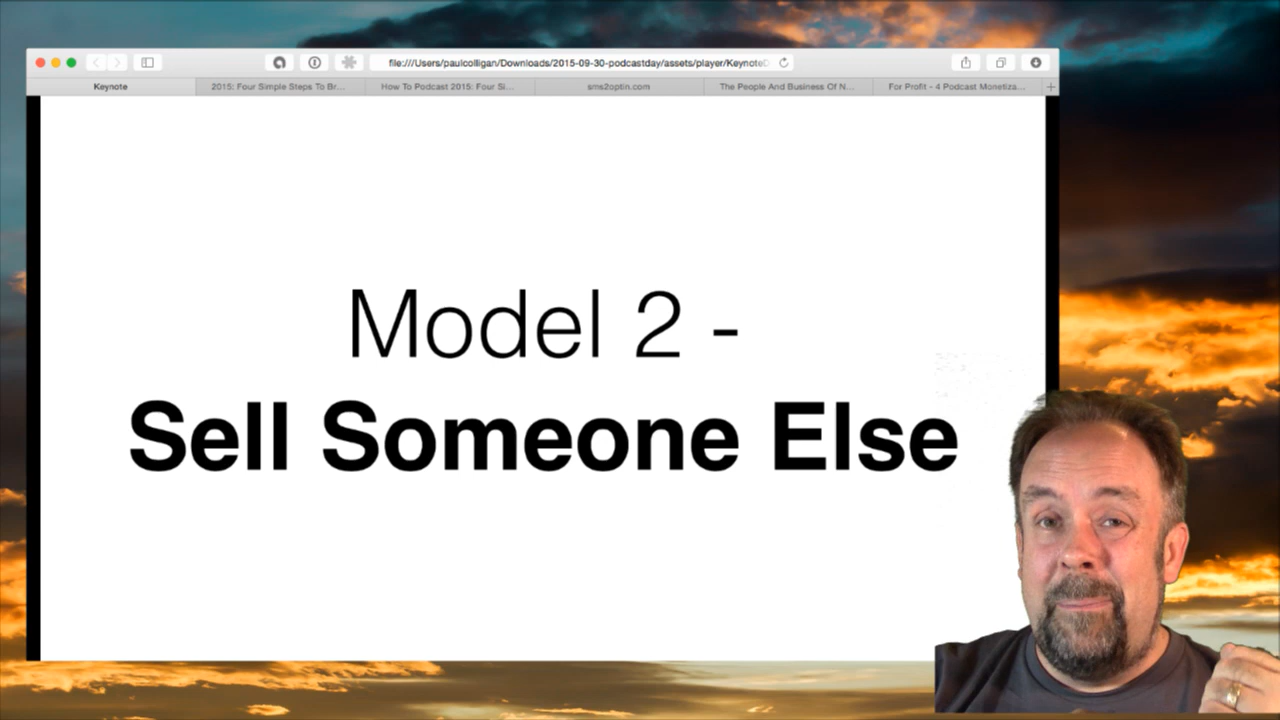 file:///Users/paulcolligan/Downloads/2015-09-30-podcastday/assets/player/KeynoteD
Keynote
2015: Four Simple Steps To Br...
How To Podcast 2015: Four Si...
sms2optin.com
The People And Business Of N...
For Profit - 4 Podcast Monetiza...
Model 2 -
Sell Someone Else